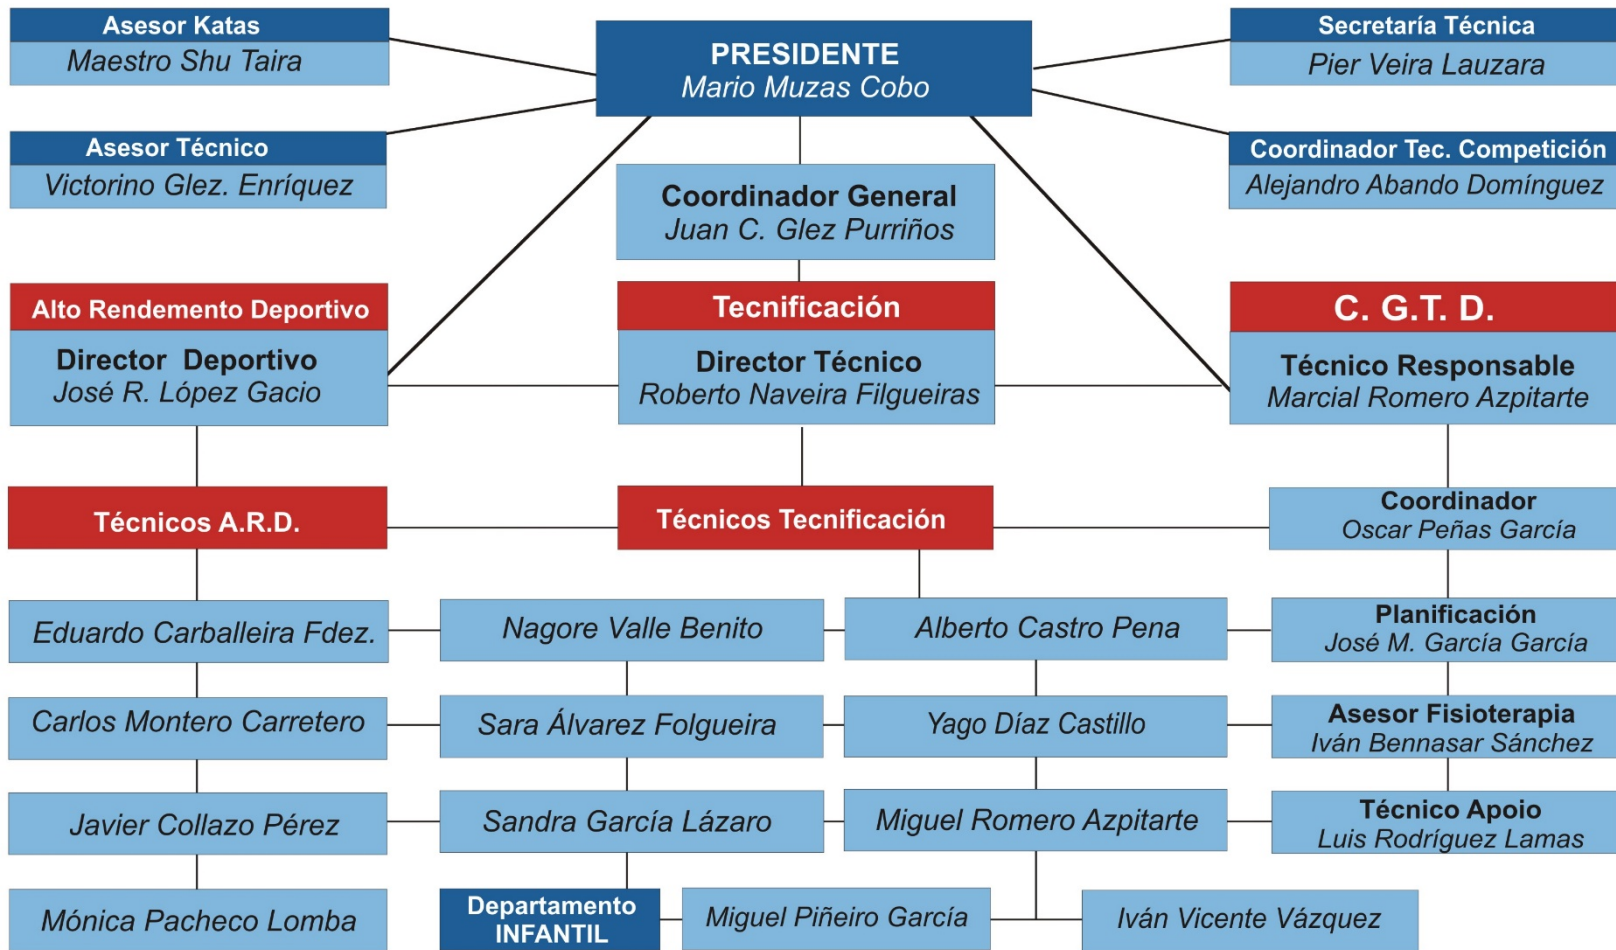 Asesor Katas
Maestro Shu Taira
PRESIDENTE
Mario Muzas Cobo
Secretaría Técnica
Pier Veira Lauzara
Asesor Técnico
Victorino Glez. Enríquez
Coordinador General
Juan C. Glez Purriños
Coordinador Tec. Competición
Alejandro Abando Domínguez
Alto Rendemento Deportivo
Director Deportivo
José R. López Gacio
Tecnificación
Director Técnico
Roberto Naveira Filgueiras
C. G.T. D.
Técnico Responsable
Marcial Romero Azpitarte
Técnicos A.R.D.
Técnicos Tecnificación
Coordinador
Oscar Peñas García
Eduardo Carballeira Fdez.
Nagore Valle Benito
Alberto Castro Pena
Planificación
José M. García García
Carlos Montero Carretero
Sara Álvarez Folgueira
Yago Díaz Castillo
Asesor Fisioterapia
Iván Bennasar Sánchez
Javier Collazo Pérez
Sandra García Lázaro
Miguel Romero Azpitarte
Técnico Apoio
Luis Rodríguez Lamas
Mónica Pacheco Lomba
Departamento
INFANTIL
Miguel Piñeiro García
Iván Vicente Vázquez